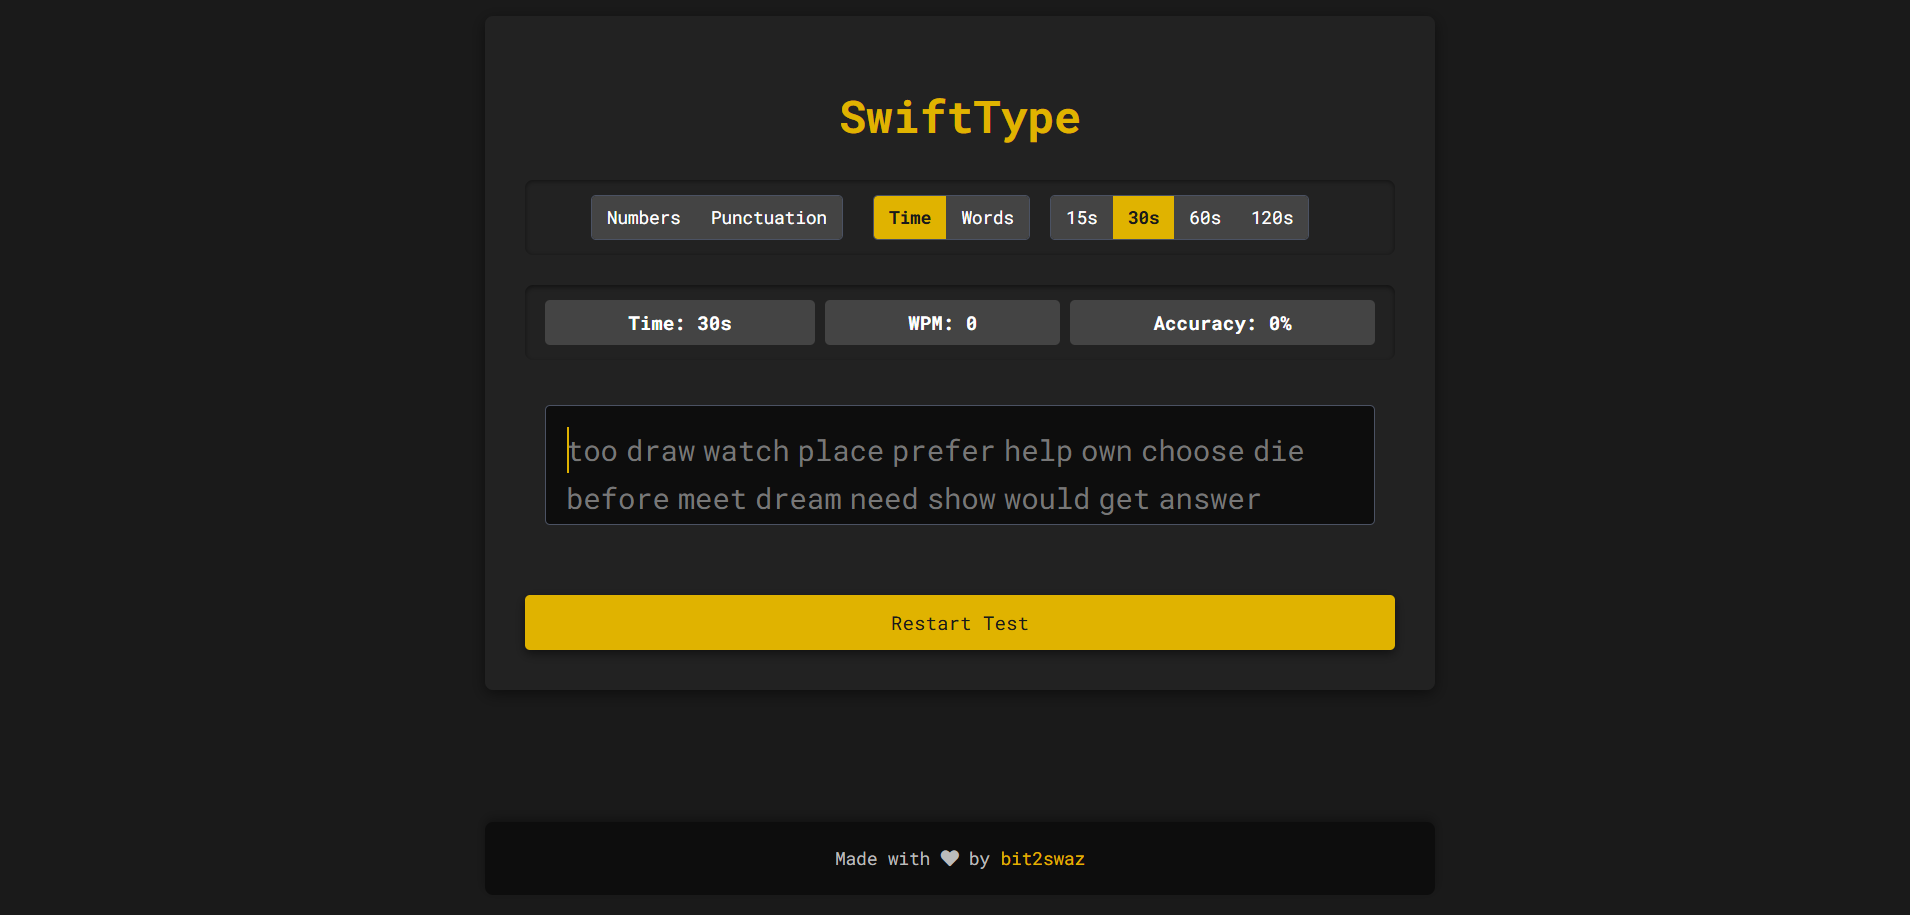 SwiftType
Numbers Punctuation Time Words 15s 30s 60s 120s
Time: 30s WPM: 0 Accuracy: 0%
too draw watch place prefer help own choose die
before meet dream need show would get answer
Restart Test
Made with 🖤 by bit2swaz